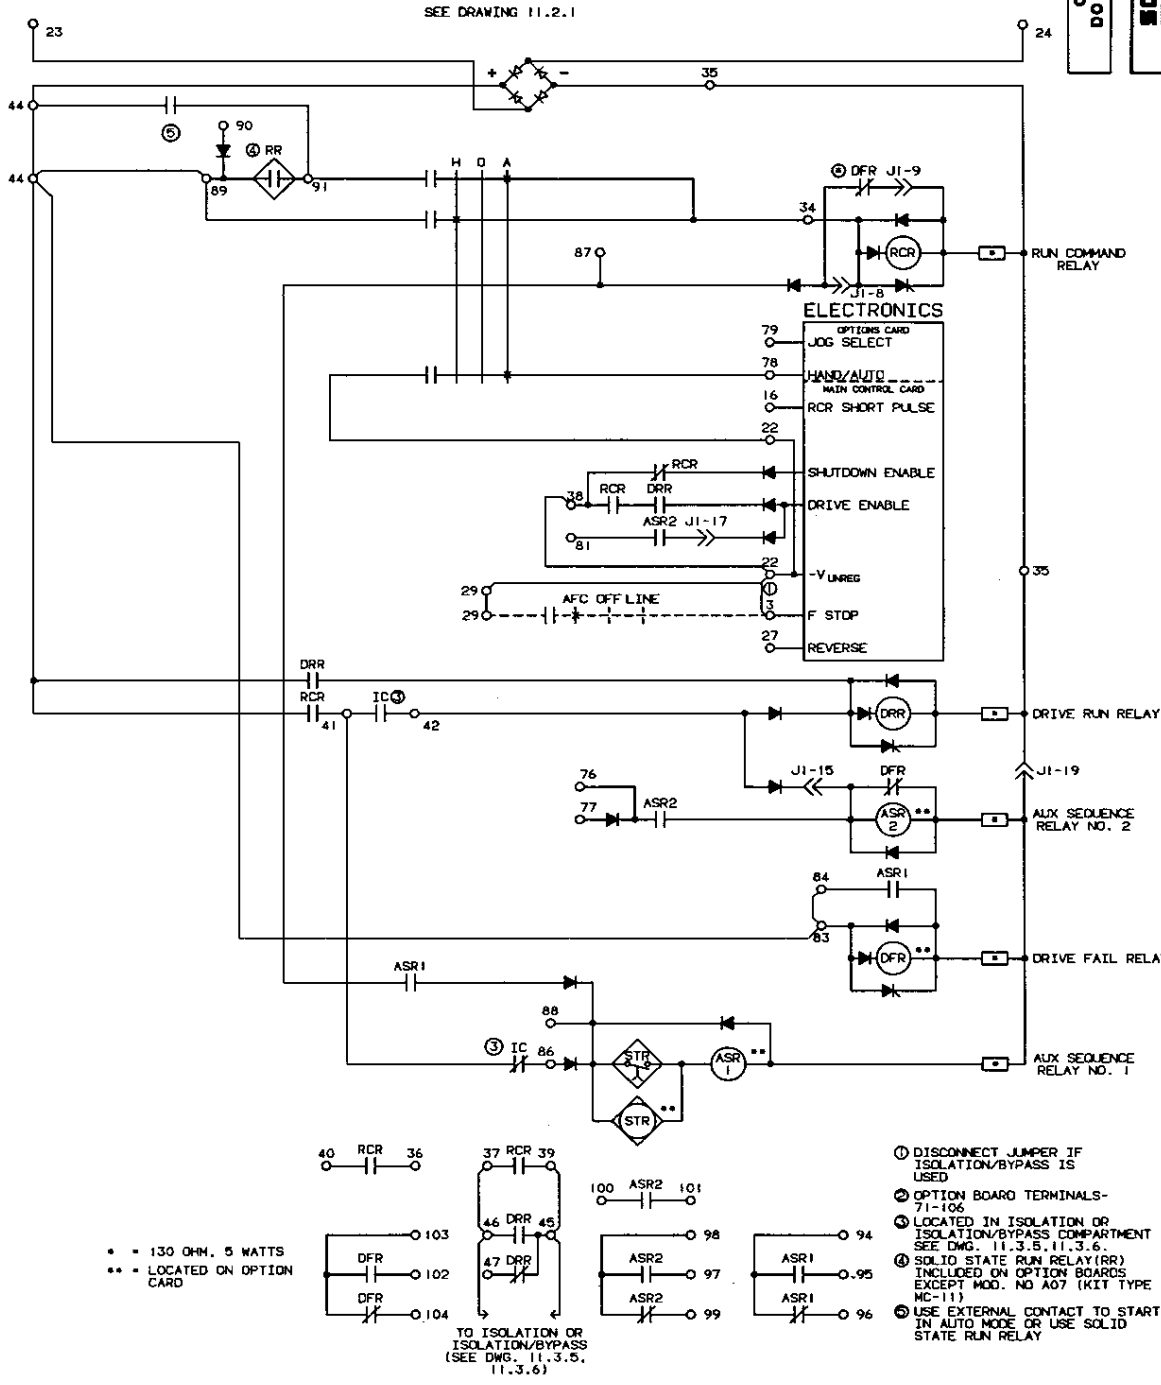 SEE DRAWING 11.2.1
DO
23
24
+
-
35
44
5
90
4 RR
44
89
91
H O A
* DFR J1-9
34
RCR
*
RUN COMMAND
RELAY
87
J1-8
ELECTRONICS
OPTIONS CARD
79
JOG SELECT
78
HAND/AUTO
MAIN CONTROL CARD
16
RCR SHORT PULSE
22
RCR
SHUTDOWN ENABLE
38
RCR
DRR
DRIVE ENABLE
ASR2 J1-17
81
22
-V UNREG
35
1
29
AFC OFF LINE
29
3
F STOP
27
REVERSE
DRR
RCR
IC 3
41
42
DRR
*
DRIVE RUN RELAY
76
J1-15
DFR
J1-19
77
ASR2
ASR
2
**
*
AUX SEQUENCE
RELAY NO. 2
84
ASR1
83
DFR
**
*
DRIVE FAIL RELA
ASR1
88
3 IC
86
STR
ASR
1
**
*
AUX SEQUENCE
RELAY NO. 1
STR
**
40 RCR 36
37 RCR 39
100 ASR2 101
46 DRR 45
47 DRR
103
DFR
102
DFR
104
98
ASR2
97
ASR2
99
94
ASR1
95
ASR1
96
TO ISOLATION OR
ISOLATION/BYPASS
(SEE DWG. 11.3.5,
11.3.6)
* = 130 OHM, 5 WATTS
** = LOCATED ON OPTION
CARD
① DISCONNECT JUMPER IF
ISOLATION/BYPASS IS
USED
② OPTION BOARD TERMINALS-
71-106
③ LOCATED IN ISOLATION OR
ISOLATION/BYPASS COMPARTMENT
SEE DWG. 11.3.5,11.3.6.
④ SOLID STATE RUN RELAY(RR)
INCLUDED ON OPTION BOARDS
EXCEPT MOD. NO A07 (KIT TYPE
MC-11)
⑤ USE EXTERNAL CONTACT TO START
IN AUTO MODE OR USE SOLID
STATE RUN RELAY